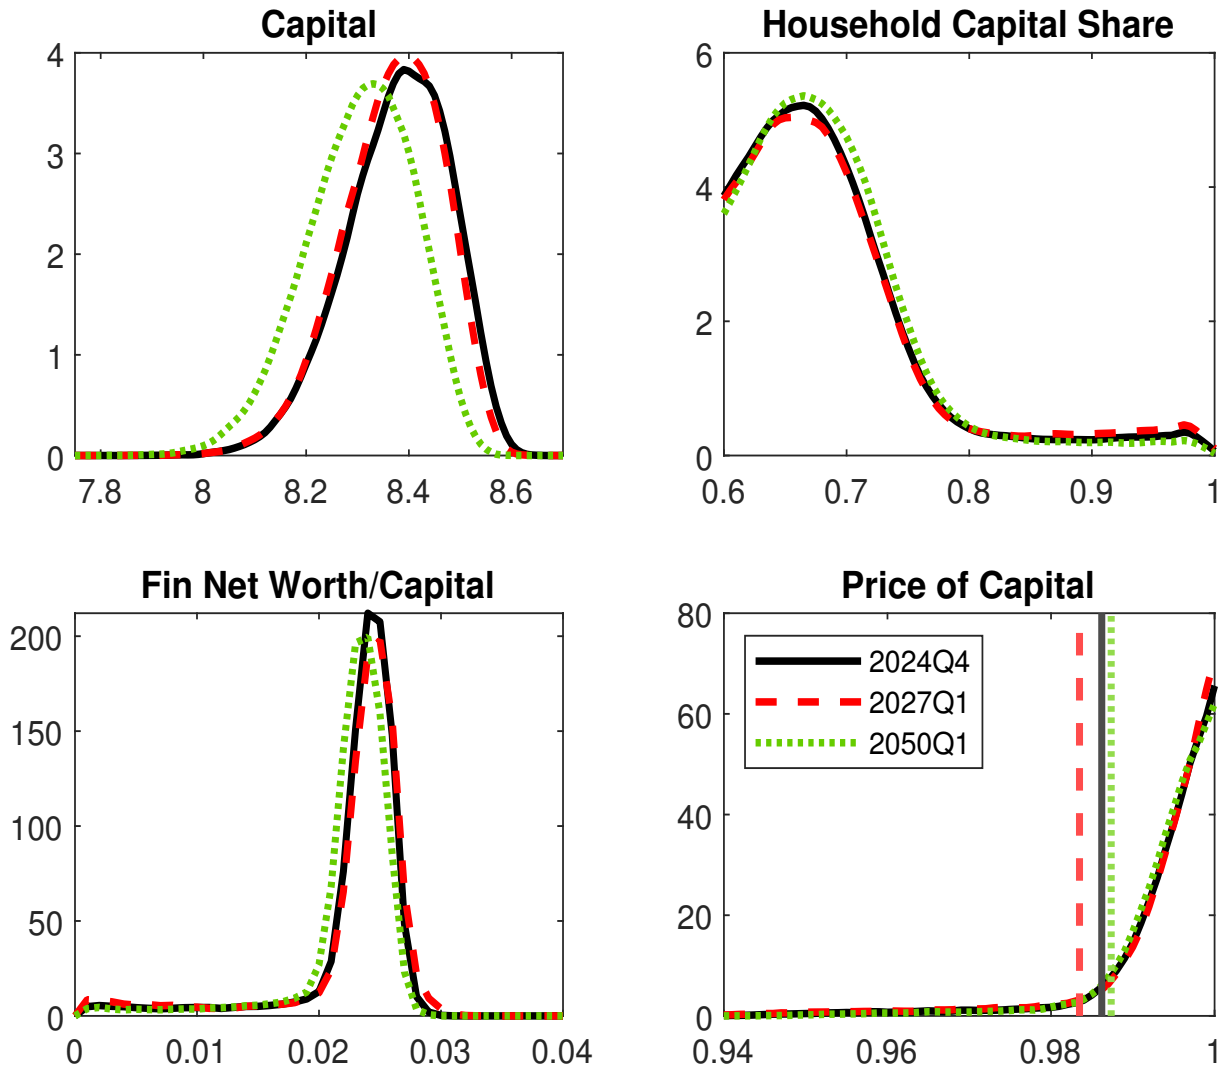 Capital
4
3
2
1
0
7.8 8 8.2 8.4 8.6
Household Capital Share
6
4
2
0
0.6 0.7 0.8 0.9 1
Fin Net Worth/Capital
200
150
100
50
0
0 0.01 0.02 0.03 0.04
Price of Capital
80
60
40
20
0
0.94 0.96 0.98 1
2024Q4
2027Q1
2050Q1